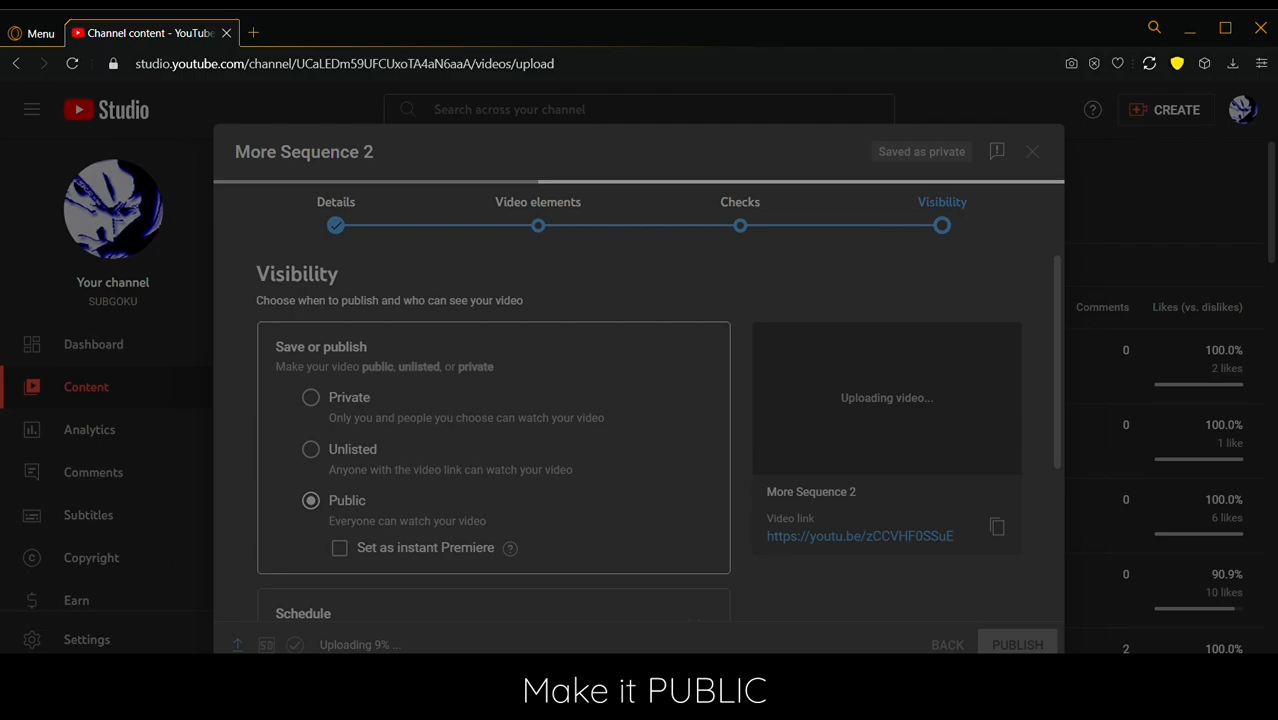 Menu
Channel content - YouTube
studio.youtube.com/channel/UCaLEDm59UFCUxoTA4aN6aaA/videos/upload
Studio
Search across your channel
CREATE
More Sequence 2
Saved as private
Details
Video elements
Checks
Visibility
Your channel
SUBGOKU
Dashboard
Content
Analytics
Comments
Subtitles
Copyright
Earn
Settings
Visibility
Choose when to publish and who can see your video
Save or publish
Make your video public, unlisted, or private
Private
Only you and people you choose can watch your video
Unlisted
Anyone with the video link can watch your video
Public
Everyone can watch your video
Set as instant Premiere
Schedule
Uploading video...
More Sequence 2
Video link
https://youtu.be/zCCVHF0SSuE
SD
Uploading 9% ...
BACK
PUBLISH
Comments
Likes (vs. dislikes)
0
100.0%
2 likes
0
100.0%
1 like
0
100.0%
6 likes
0
90.9%
10 likes
2
100.0%
Make it PUBLIC